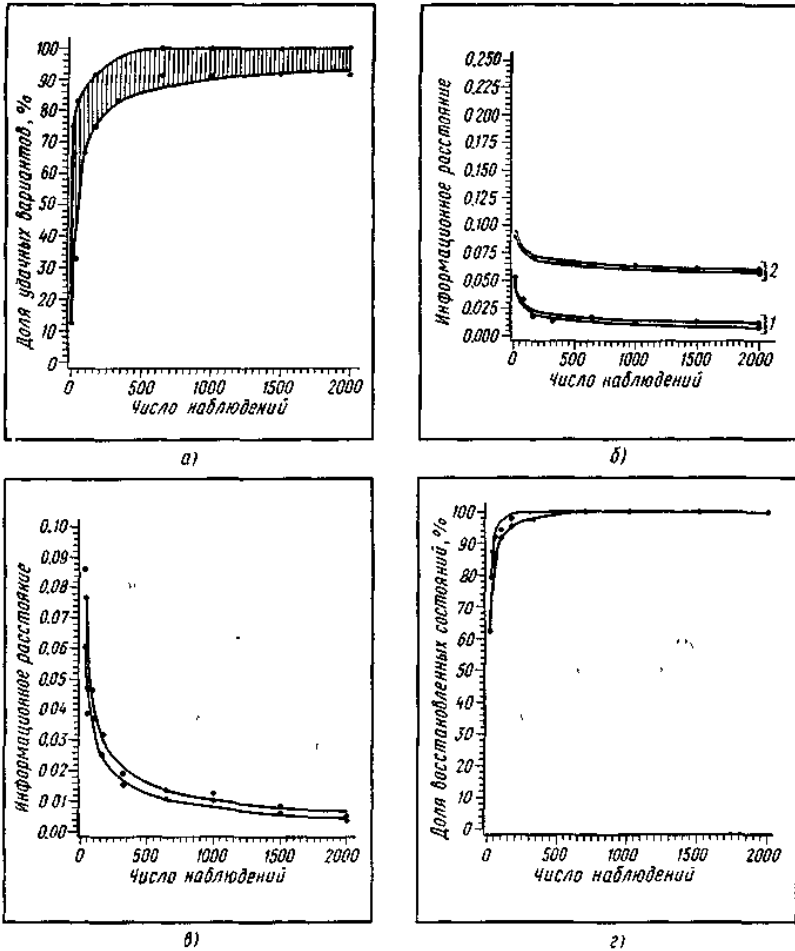 Доля удачных вариантов, %
100
90
80
70
60
50
40
30
20
10
0
0 500 1000 1500 2000
Число наблюдений
а)
Информационное расстояние
0,250
0,225
0,200
0,175
0,150
0,125
0,100
0,075
0,050
0,025
0,000
2
1
0 500 1000 1500 2000
Число наблюдений
б)
Информационное расстояние
0,10
0,09
0,08
0,07
0,06
0,05
0,04
0,03
0,02
0,01
0,00
0 500 1000 1500 2000
Число наблюдений
в)
Доля восстановленных состояний, %
100
90
80
70
60
50
40
30
20
10
0
0 500 1000 1500 2000
Число наблюдений
г)